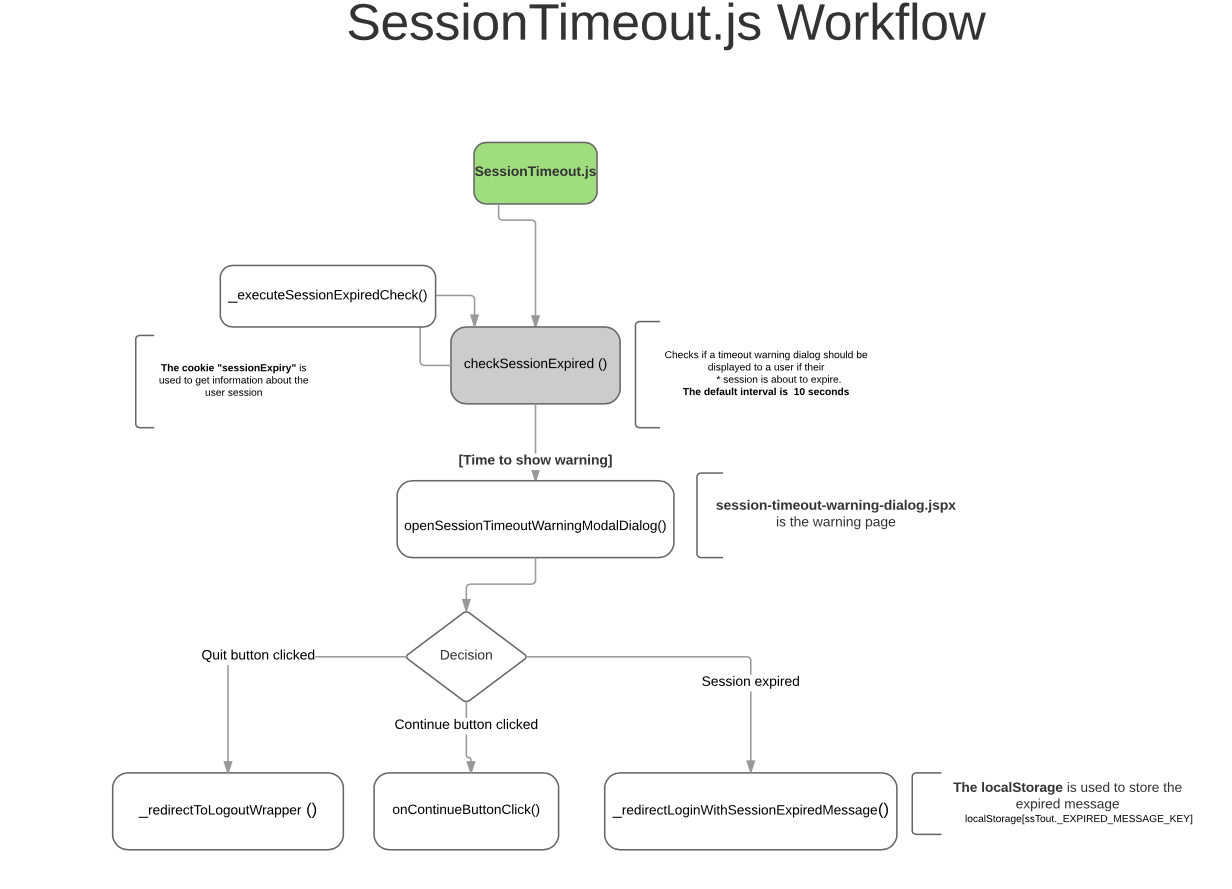 SessionTimeout.js Workflow
SessionTimeout.js
_executeSessionExpiredCheck()
checkSessionExpired ()
The cookie "sessionExpiry" is
used to get information about the
user session
Checks if a timeout warning dialog should be
displayed to a user if their
* session is about to expire.
The default interval is  10 seconds
[Time to show warning]
openSessionTimeoutWarningModalDialog()
session-timeout-warning-dialog.jspx
is the warning page
Decision
Quit button clicked
Session expired
Continue button clicked
_redirectToLogoutWrapper ()
onContinueButtonClick()
_redirectLoginWithSessionExpiredMessage()
The localStorage is used to store the
expired message
localStorage[ssTout._EXPIRED_MESSAGE_KEY]